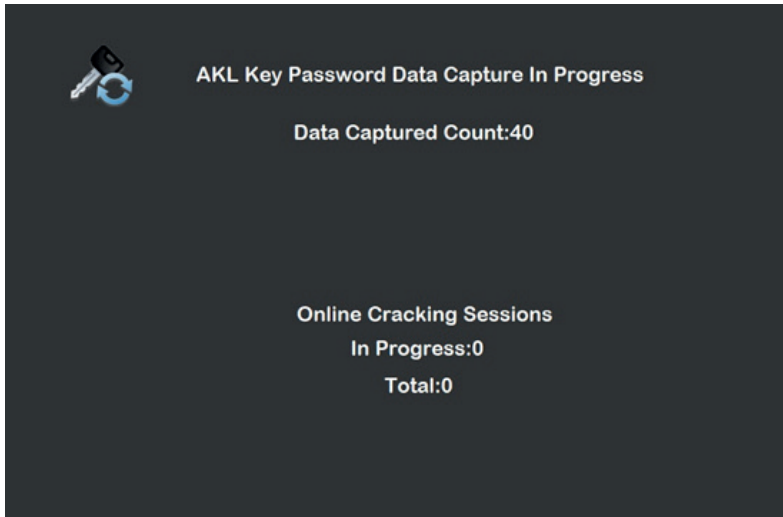 AKL Key Password Data Capture In Progress
Data Captured Count:40
Online Cracking Sessions
In Progress:0
Total:0